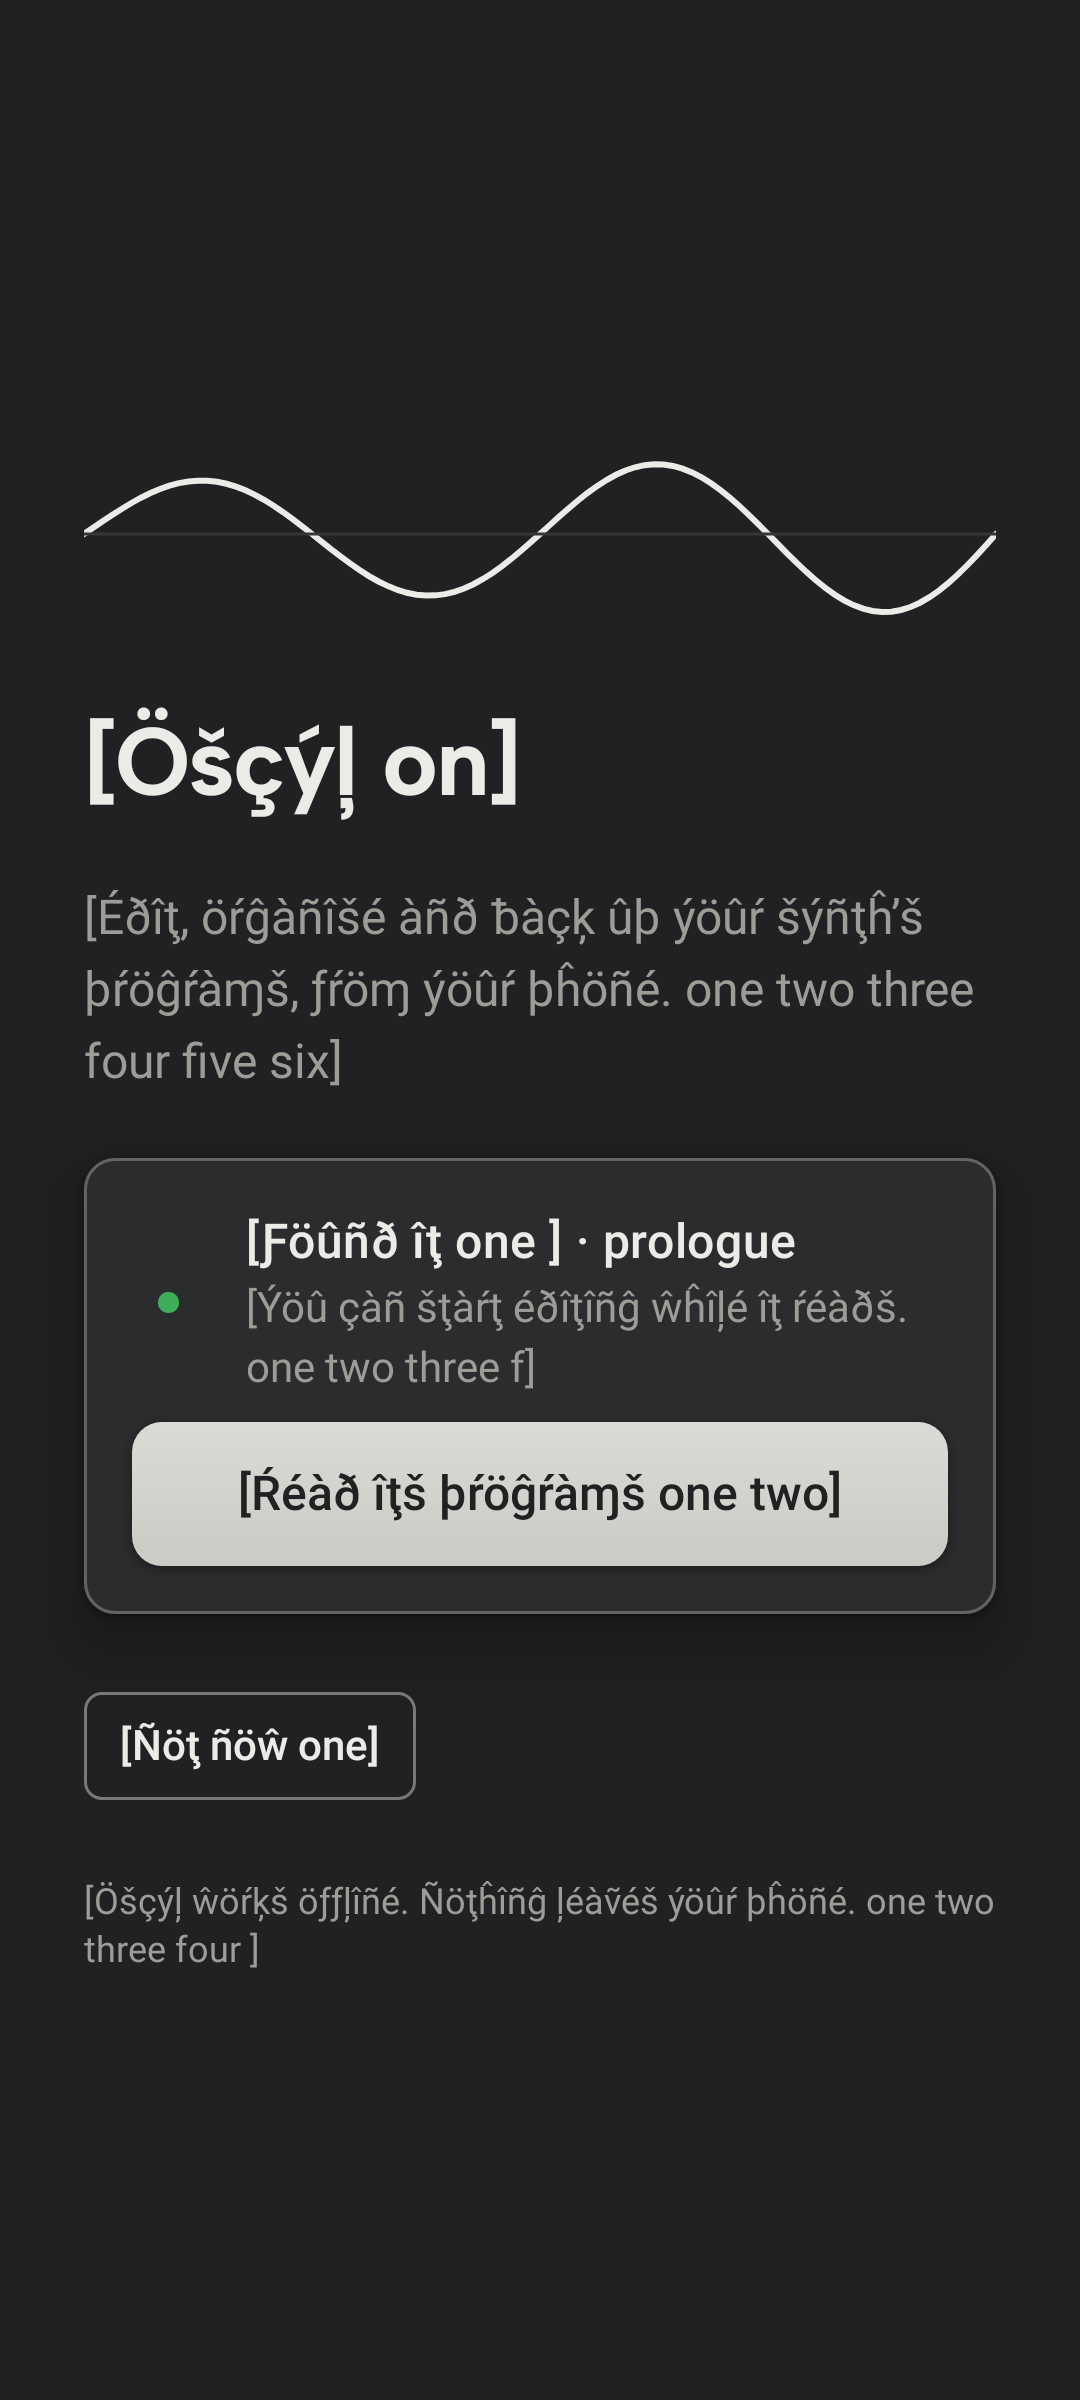 [Öšçýļ on]
[Éðîţ, öŕĝàñîšé àñð ƀàçķ ûþ ýöûŕ šýñţĥ’š
þŕöĝŕàɱš, ƒŕöɱ ýöûŕ þĥöñé. one two three
four five six]
[Ƒöûñð îţ one ] · prologue
[Ýöû çàñ šţàŕţ éðîţîñĝ ŵĥîļé îţ ŕéàðš.
one two three f]
[Ŕéàð îţš þŕöĝŕàɱš one two]
[Ñöţ ñöŵ one]
[Öšçýļ ŵöŕķš öƒƒļîñé. Ñöţĥîñĝ ļéàṽéš ýöûŕ þĥöñé. one two
three four ]